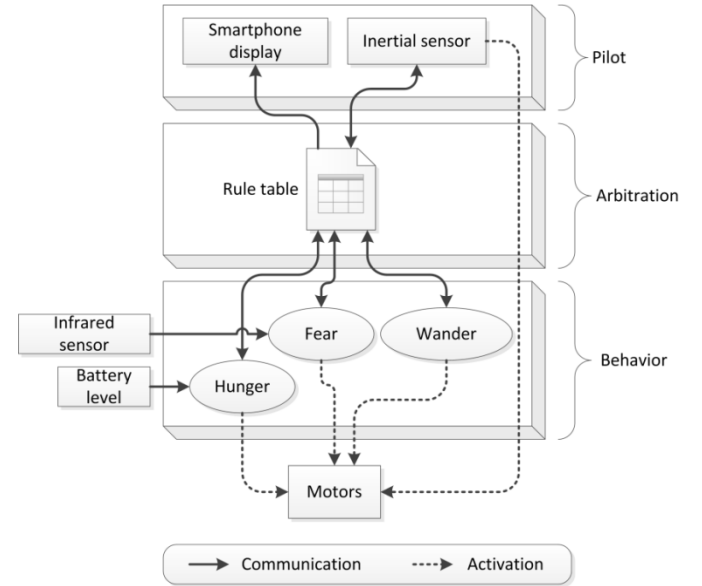 Smartphone
display
Inertial sensor
Pilot
Rule table
Arbitration
Infrared
sensor
Fear
Wander
Behavior
Battery
level
Hunger
Motors
Communication
Activation